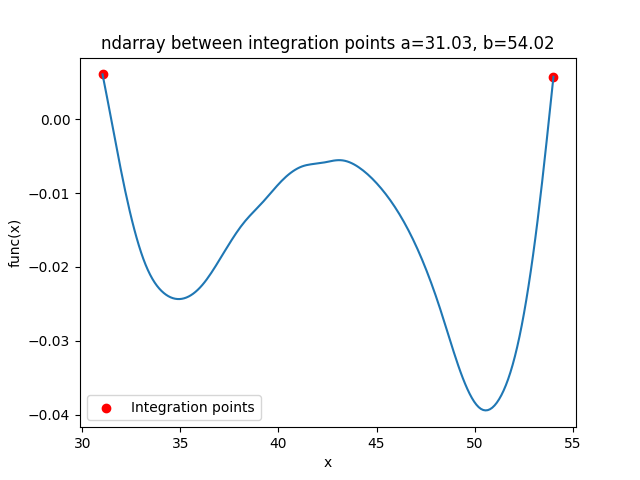 ndarray between integration points a=31.03, b=54.02
0.00
−0.01
−0.02
−0.03
−0.04
func(x)
Integration points
30 35 40 45 50 55
x